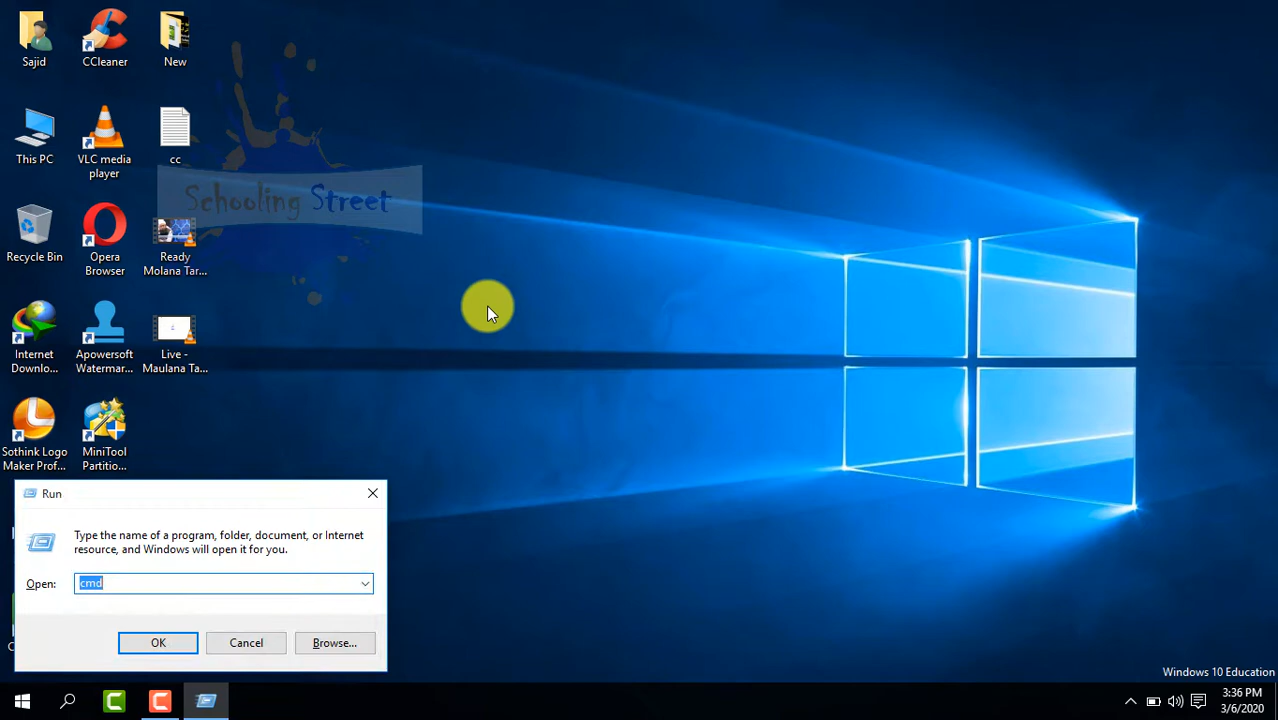 Sajid
CCleaner
New
This PC
VLC media
player
cc
Schooling Street
Recycle Bin
Opera
Browser
Ready
Molana Tar...
Internet
Downlo...
Apowersoft
Watermar...
Live -
Maulana Ta...
Sothink Logo
Maker Prof...
MiniTool
Partitio...
Run
Type the name of a program, folder, document, or Internet
resource, and Windows will open it for you.
Open:
cmd
OK
Cancel
Browse...
Windows 10 Education
3:36 PM
3/6/2020